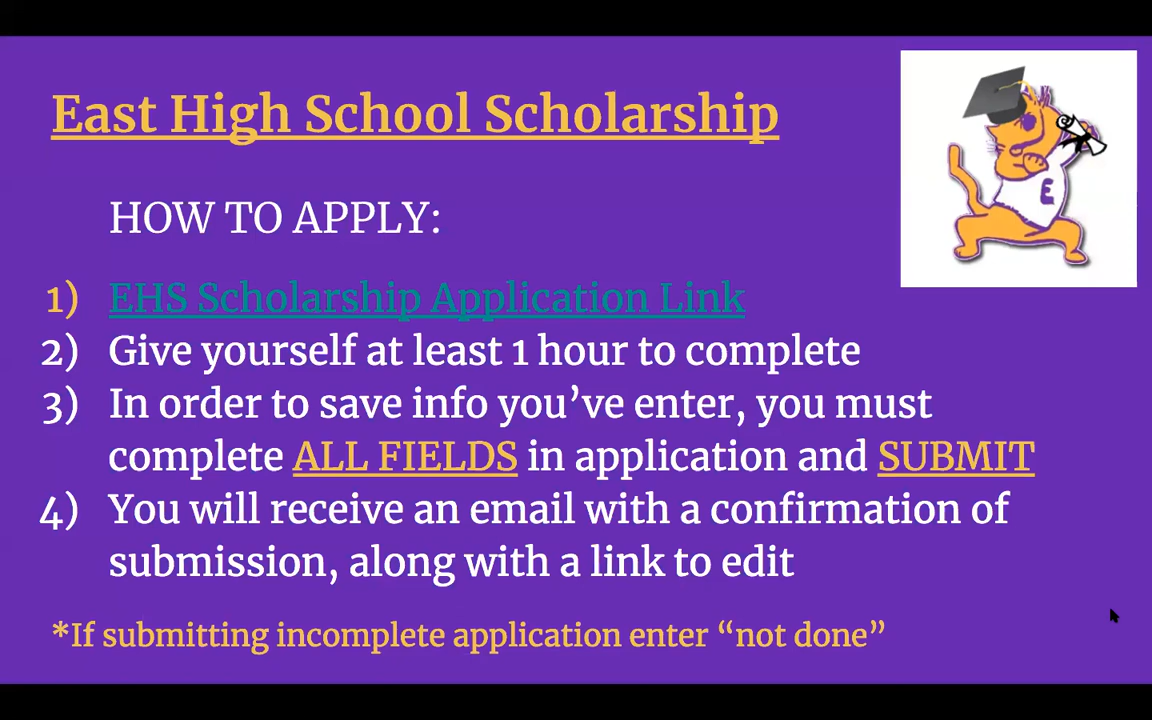 East High School Scholarship
HOW TO APPLY:
1) EHS Scholarship Application Link
2) Give yourself at least 1 hour to complete
3) In order to save info you’ve enter, you must
complete ALL FIELDS in application and SUBMIT
4) You will receive an email with a confirmation of
submission, along with a link to edit
*If submitting incomplete application enter “not done”
E